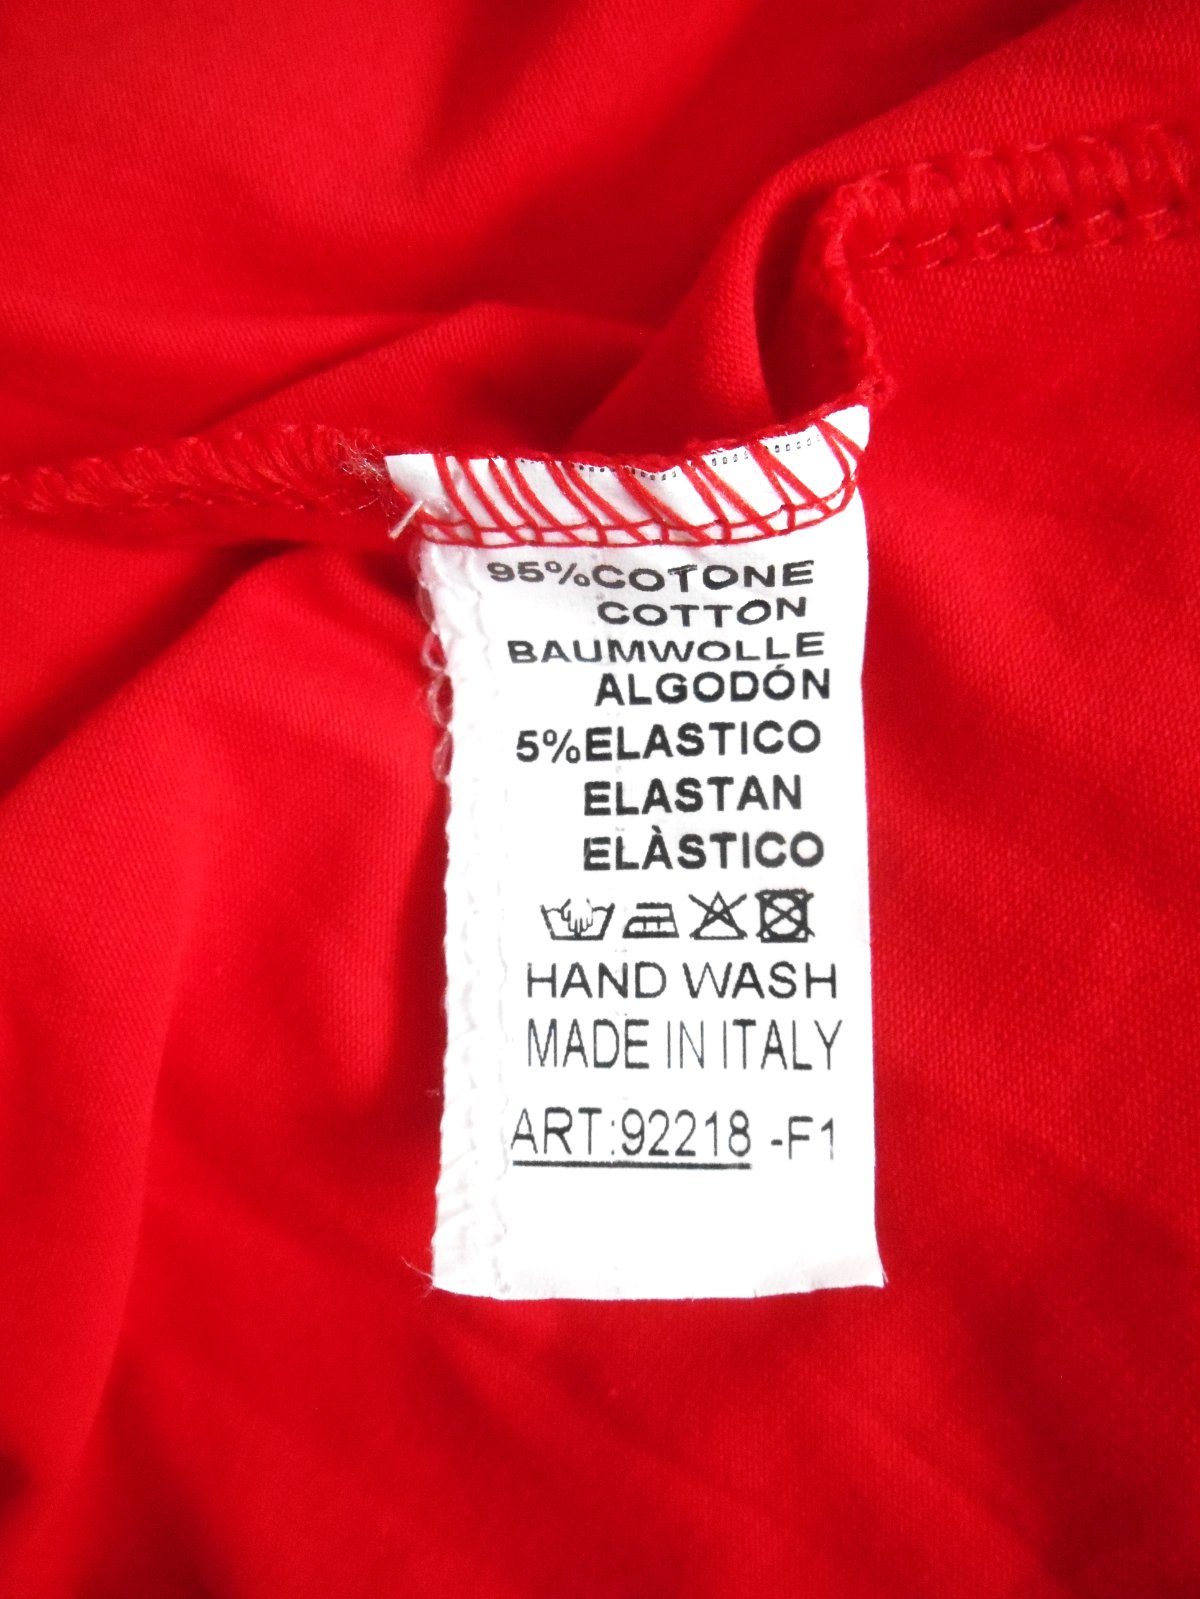 95%COTONE
COTTON
BAUMWOLLE
ALGODÓN
5%ELASTICO
ELASTAN
ELÀSTICO
HAND WASH
MADE IN ITALY
ART:92218 -F1